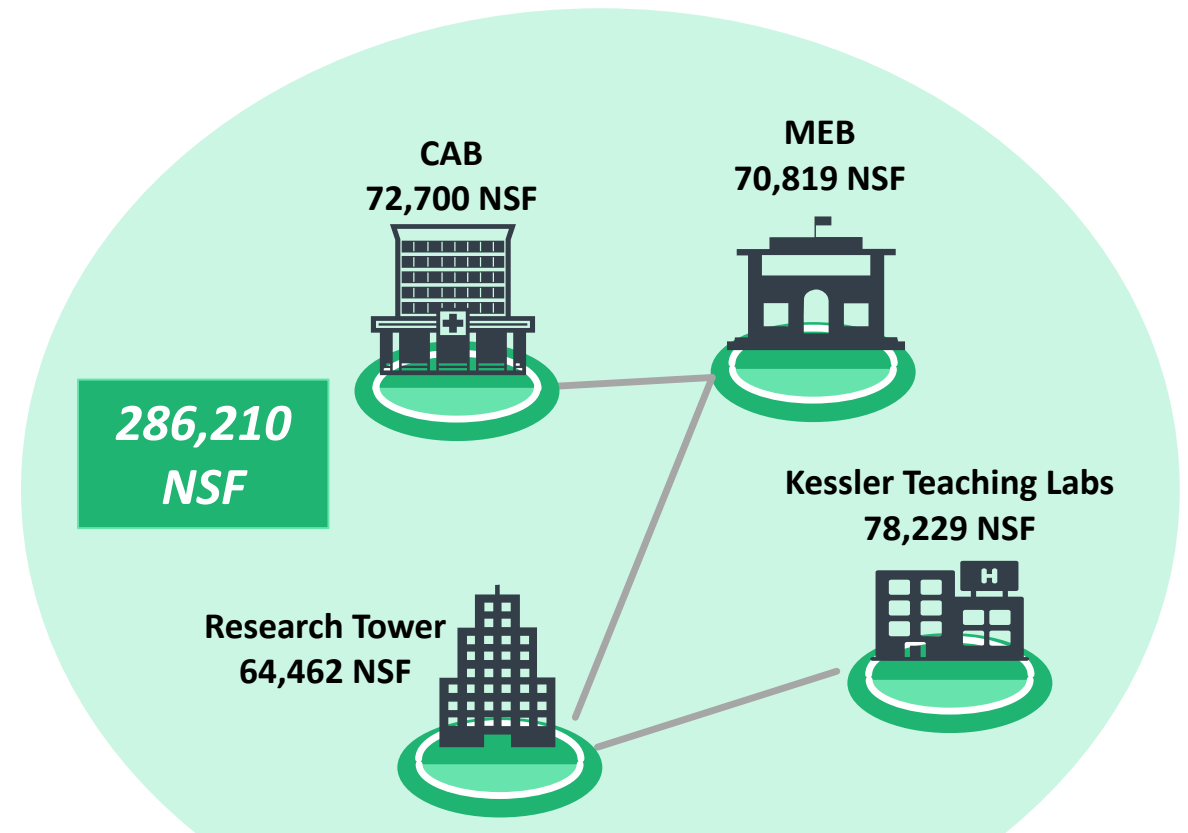 CAB
72,700 NSF
MEB
70,819 NSF
286,210
NSF
Kessler Teaching Labs
78,229 NSF
H
Research Tower
64,462 NSF